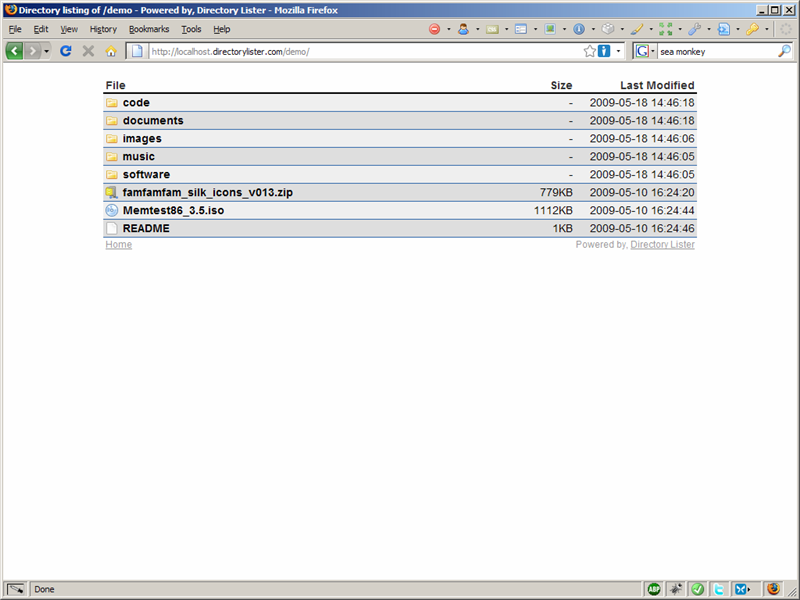 Directory listing of /demo - Powered by, Directory Lister - Mozilla Firefox
File Edit View History Bookmarks Tools Help
http://localhost.directorylister.com/demo/ G sea monkey
File Size Last Modified
code - 2009-05-18 14:46:18
documents - 2009-05-18 14:46:18
images - 2009-05-18 14:46:06
music - 2009-05-18 14:46:05
software - 2009-05-18 14:46:05
famfamfam_silk_icons_v013.zip 779KB 2009-05-10 16:24:20
Memtest86_3.5.iso 1112KB 2009-05-10 16:24:44
README 1KB 2009-05-10 16:24:46
Home Powered by, Directory Lister
Done ABP